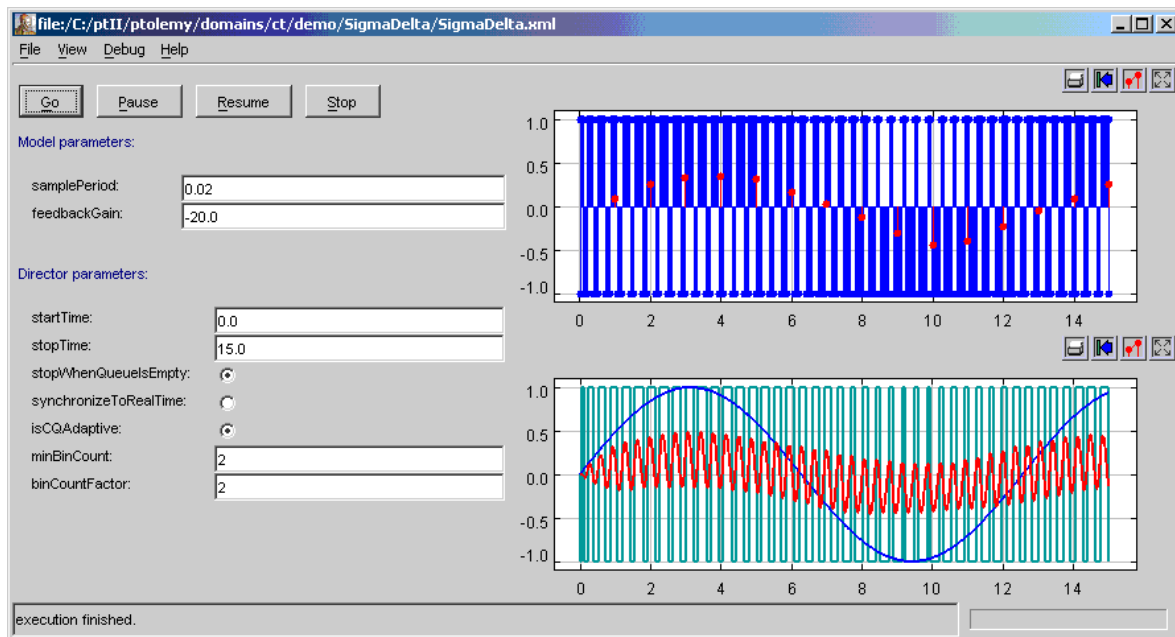 file:/C:/ptII/ptolemy/domains/ct/demo/SigmaDelta/SigmaDelta.xml
File View Debug Help
Go Pause Resume Stop
Model parameters:
samplePeriod: 0.02
feedbackGain: -20.0
Director parameters:
startTime: 0.0
stopTime: 15.0
stopWhenQueueIsEmpty:
synchronizeToRealTime:
isCQAdaptive:
minBinCount: 2
binCountFactor: 2
1.0
0.5
0.0
-0.5
-1.0
0 2 4 6 8 10 12 14
1.0
0.5
0.0
-0.5
-1.0
0 2 4 6 8 10 12 14
execution finished.